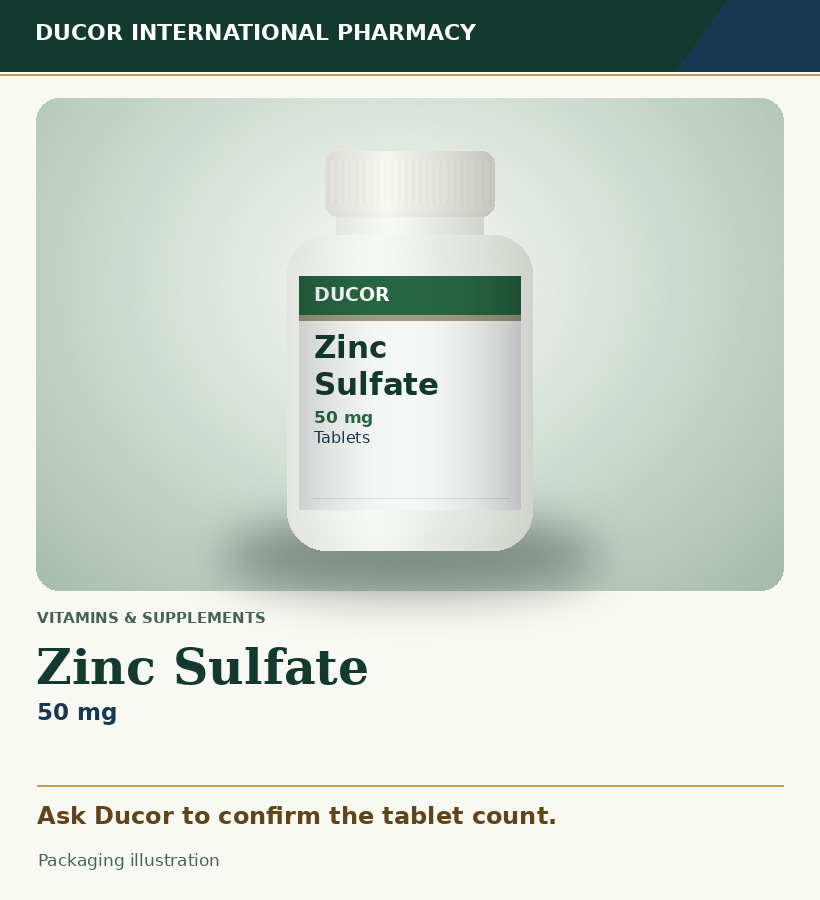 DUCOR INTERNATIONAL PHARMACY
DUCOR
Zinc
Sulfate
50 mg
Tablets
VITAMINS & SUPPLEMENTS
Zinc Sulfate
50 mg
Ask Ducor to confirm the tablet count.
Packaging illustration